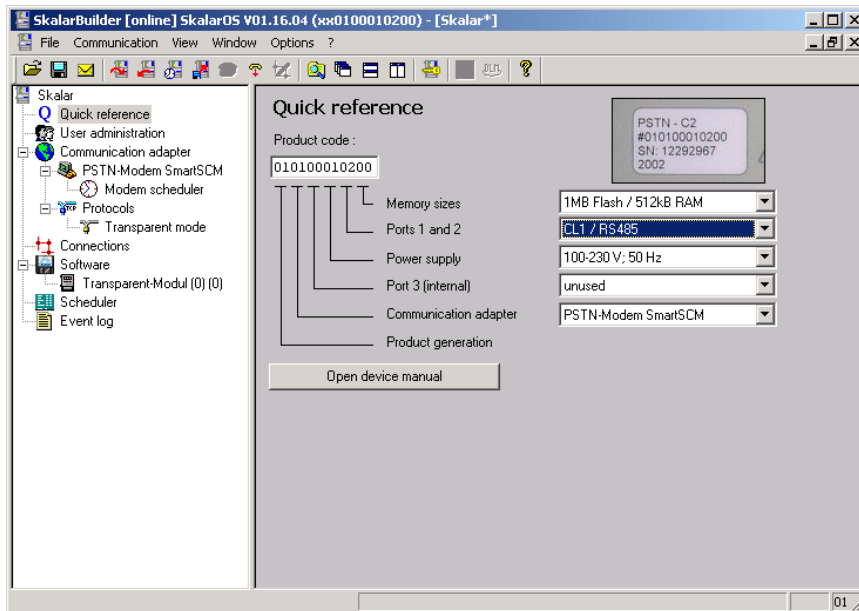 SkalarBuilder [online] SkalarOS V01.16.04 (xx0100010200) - [Skalar*]
File Communication View Window Options ?
Skalar
Q Quick reference
User administration
Communication adapter
PSTN-Modem SmartSCM
Modem scheduler
Protocols
Transparent mode
Connections
Software
Transparent-Modul (0) (0)
Scheduler
Event log
Quick reference
Product code :
010100010200
PSTN - C2
#010100010200
SN: 12292967
2002
Memory sizes 1MB Flash / 512kB RAM
Ports 1 and 2 CL1 / RS485
Power supply 100-230 V; 50 Hz
Port 3 (internal) unused
Communication adapter PSTN-Modem SmartSCM
Product generation
Open device manual
01